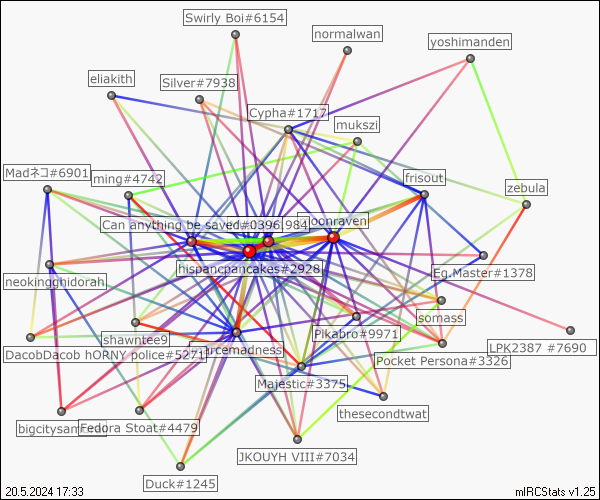 Swirly Boi#6154
normalwan
yoshimanden
eliakith
Silver#7938
Cypha#1717
mukszi
Madネコ#6901
ming#4742
frisout
zebula
Can anything be saved
#0396
984
oonraven
hispancpancakes#2928
neokingghidorah
Eg.Master#1378
somass
shawntee9
Pikabro#9971
LPK2387 #7690
DacobDacob hORNY police#5271
rcemadness
Pocket Persona#3326
Majestic#3375
thesecondtwat
bigcitysam
Fedora Stoat#4479
JKOUYH VIII#7034
Duck#1245
20.5.2024 17:33
mIRCStats v1.25